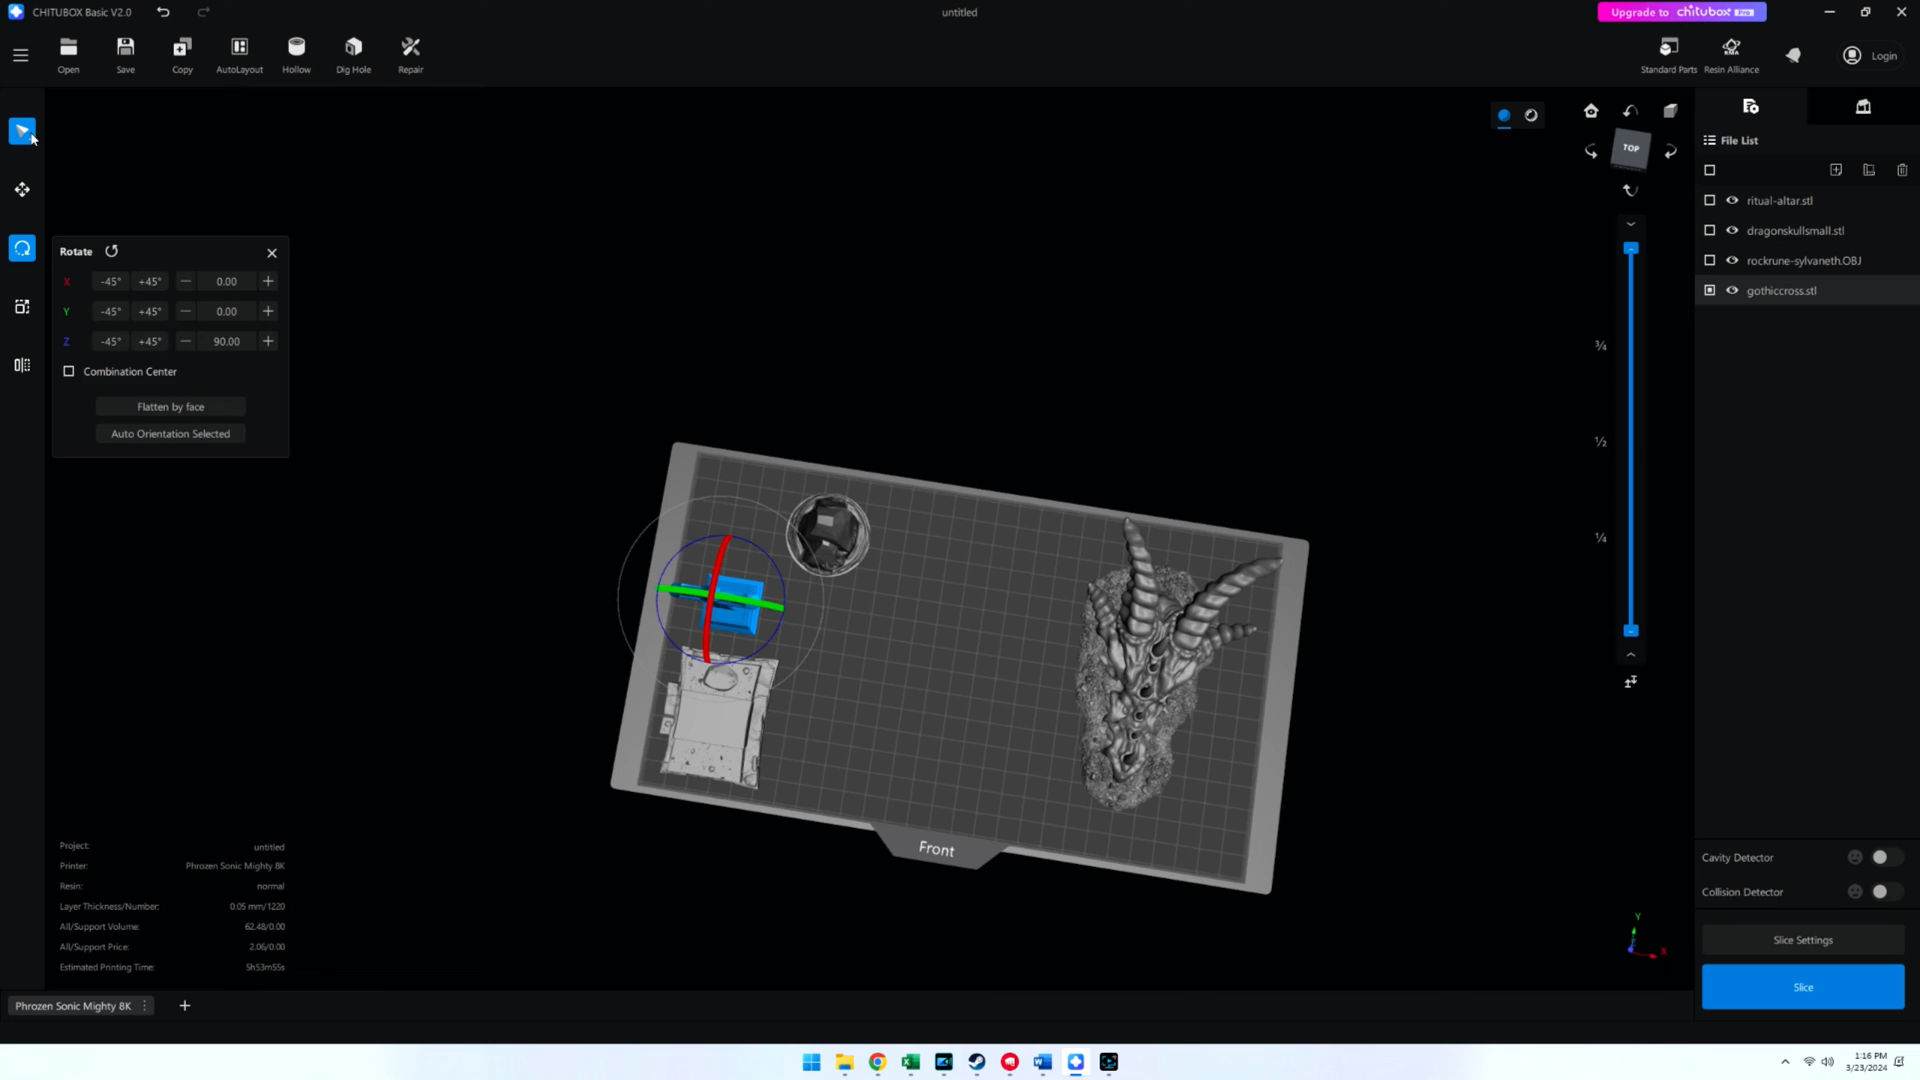 CHITUBOX Basic V2.0
untitled
Upgrade to chitubox Pro
Open
Save
Copy
AutoLayout
Hollow
Dig Hole
Repair
Standard Parts
Resin Alliance
Login
TOP
File List
ritual-altar.stl
dragonskullsmall.stl
rockrune-sylvaneth.OBJ
gothiccross.stl
Rotate
X -45° +45° 0.00
Y -45° +45° 0.00
Z -45° +45° 90.00
Combination Center
Flatten by face
Auto Orientation Selected
¾
½
¼
Front
Project: untitled
Printer: Phrozen Sonic Mighty 8K
Resin: normal
Layer Thickness/Number: 0.05 mm/1220
All/Support Volume: 62.48/0.00
All/Support Price: 2.06/0.00
Estimated Printing Time: 5h53m55s
Y
X
Cavity Detector
Collision Detector
Slice Settings
Slice
Phrozen Sonic Mighty 8K
1:16 PM
3/23/2024